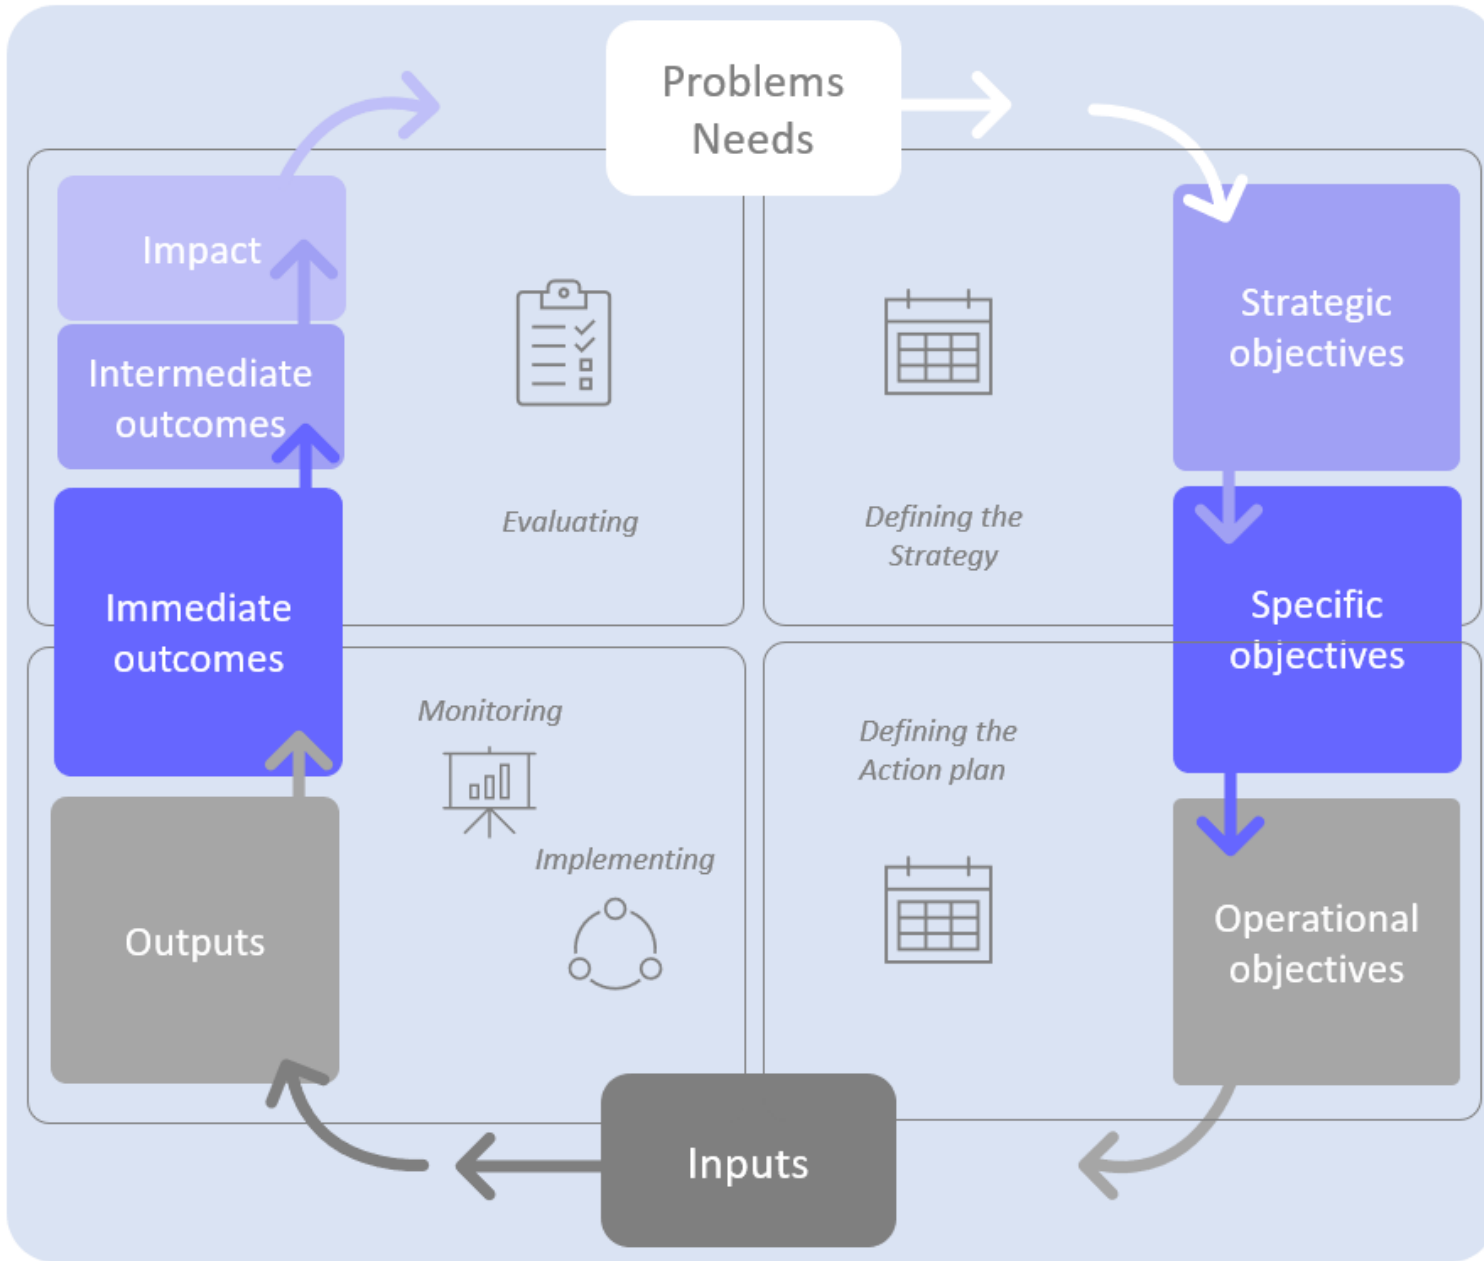 Problems
Needs
Impact
Intermediate
outcomes
Immediate
outcomes
Outputs
Evaluating
Monitoring
Implementing
Defining the
Strategy
Defining the
Action plan
Strategic
objectives
Specific
objectives
Operational
objectives
Inputs